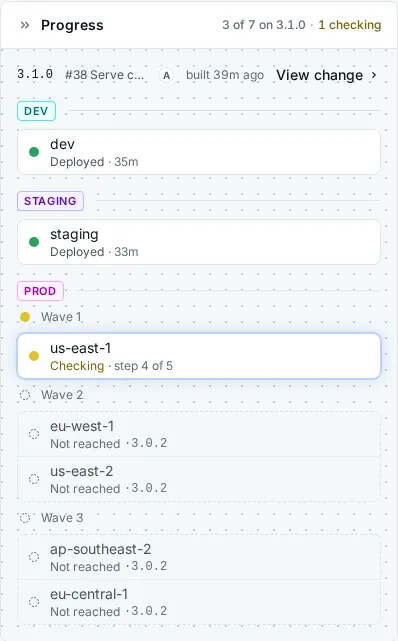 » Progress 3 of 7 on 3.1.0 · 1 checking
3.1.0 #38 Serve c… A built 39m ago View change ›
DEV
dev
Deployed · 35m
STAGING
staging
Deployed · 33m
PROD
Wave 1
us-east-1
Checking · step 4 of 5
Wave 2
eu-west-1
Not reached ·3.0.2
us-east-2
Not reached ·3.0.2
Wave 3
ap-southeast-2
Not reached ·3.0.2
eu-central-1
Not reached ·3.0.2